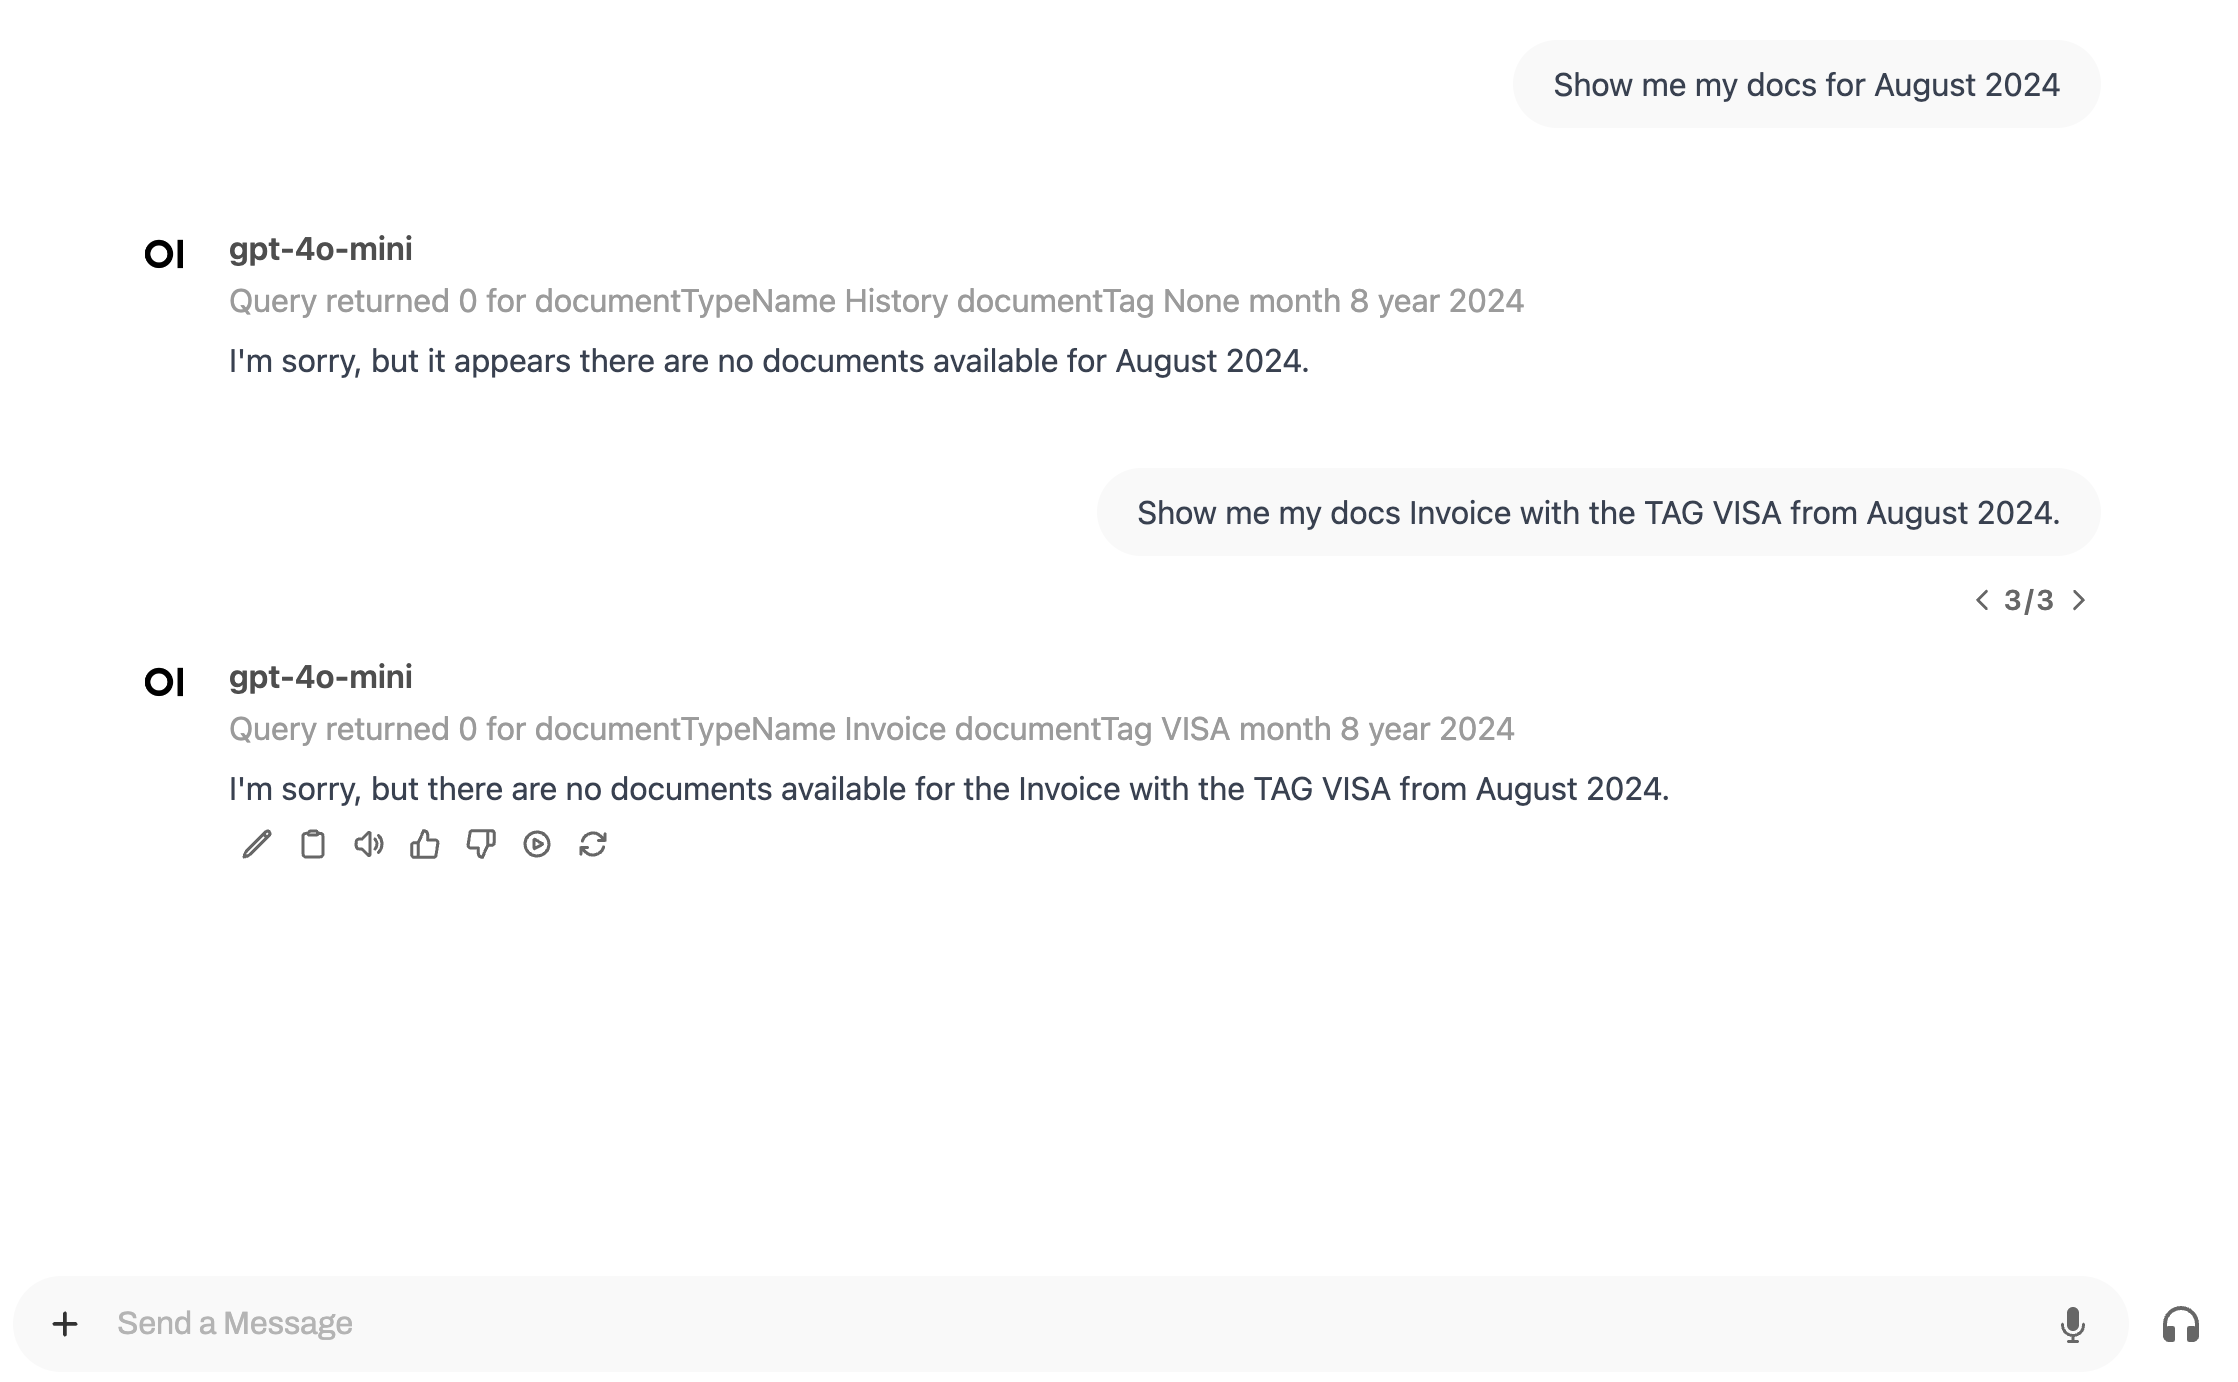 Show me my docs for August 2024
OI
gpt-4o-mini
Query returned 0 for documentTypeName History documentTag None month 8 year 2024
I'm sorry, but it appears there are no documents available for August 2024.
Show me my docs Invoice with the TAG VISA from August 2024.
3/3
OI
gpt-4o-mini
Query returned 0 for documentTypeName Invoice documentTag VISA month 8 year 2024
I'm sorry, but there are no documents available for the Invoice with the TAG VISA from August 2024.
Send a Message